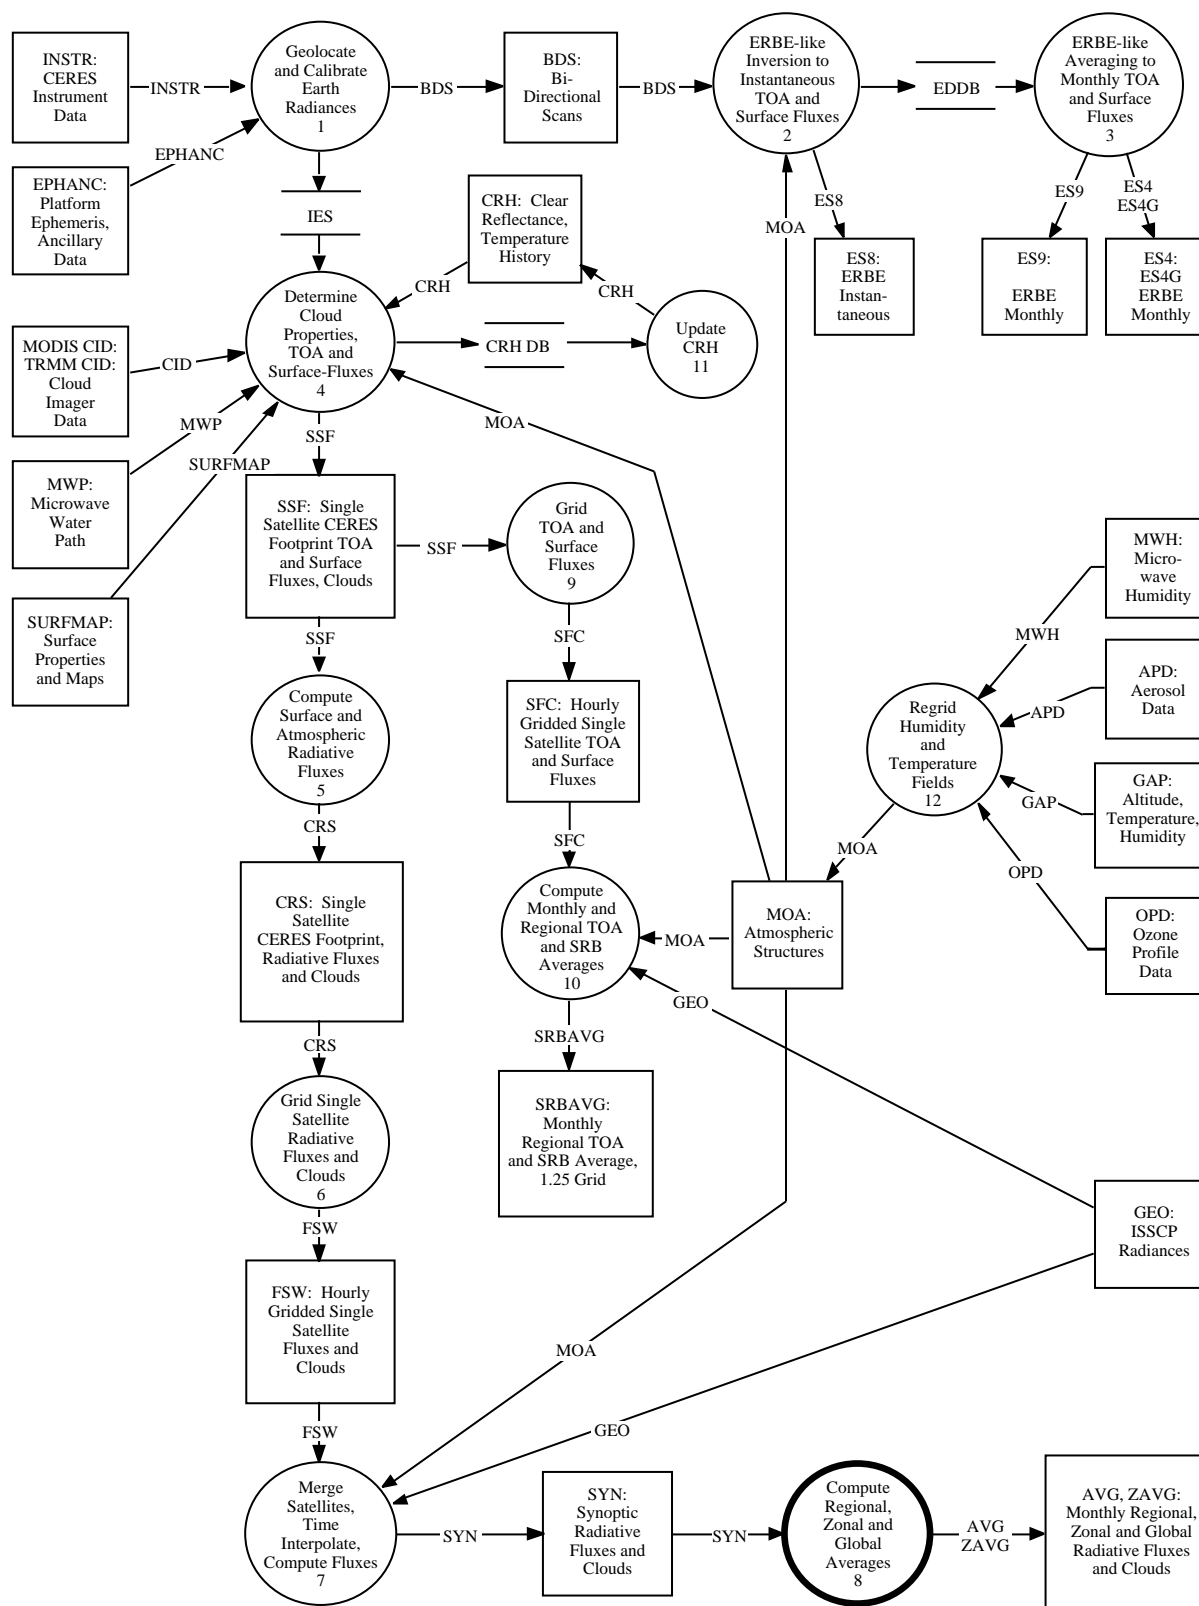 INSTR:
CERES
Instrument
Data
INSTR
Geolocate
and Calibrate
Earth
Radiances
1
BDS
BDS:
Bi-
Directional
Scans
BDS
ERBE-like
Inversion to
Instantaneous
TOA and
Surface Fluxes
2
EDDB
ERBE-like
Averaging to
Monthly TOA
and Surface
Fluxes
3
EPHANC
EPHANC:
Platform
Ephemeris,
Ancillary
Data
IES
CRH:  Clear
Reflectance,
Temperature
History
MOA
ES8
ES9
ES4
ES4G
ES8:
ERBE
Instan-
taneous
ES9:
ERBE
Monthly
ES4:
ES4G
ERBE
Monthly
CRH
CRH
MODIS CID:
TRMM CID:
Cloud
Imager
Data
CID
Determine
Cloud
Properties,
TOA and
Surface-Fluxes
4
CRH DB
Update
CRH
11
MWP
MOA
SSF
SURFMAP
MWP:
Microwave
Water
Path
SSF:  Single
Satellite CERES
Footprint TOA
and Surface
Fluxes, Clouds
SSF
Grid
TOA and
Surface
Fluxes
9
MWH:
Micro-
wave
Humidity
SURFMAP:
Surface
Properties
and Maps
SSF
SFC
MWH
Compute
Surface and
Atmospheric
Radiative
Fluxes
5
SFC:  Hourly
Gridded Single
Satellite TOA
and Surface
Fluxes
Regrid
Humidity
and
Temperature
Fields
12
APD
APD:
Aerosol
Data
GAP
GAP:
Altitude,
Temperature,
Humidity
CRS
SFC
MOA
OPD
CRS:  Single
Satellite
CERES Footprint,
Radiative Fluxes
and Clouds
Compute
Monthly and
Regional TOA
and SRB
Averages
10
MOA
MOA:
Atmospheric
Structures
OPD:
Ozone
Profile
Data
GEO
CRS
SRBAVG
Grid Single
Satellite
Radiative
Fluxes and
Clouds
6
SRBAVG:
Monthly
Regional TOA
and SRB Average,
1.25 Grid
FSW
GEO:
ISSCP
Radiances
FSW:  Hourly
Gridded Single
Satellite
Fluxes and
Clouds
MOA
FSW
GEO
Merge
Satellites,
Time
Interpolate,
Compute Fluxes
7
SYN
SYN:
Synoptic
Radiative
Fluxes and
Clouds
SYN
Compute
Regional,
Zonal and
Global
Averages
8
AVG
ZAVG
AVG, ZAVG:
Monthly Regional,
Zonal and Global
Radiative Fluxes
and Clouds